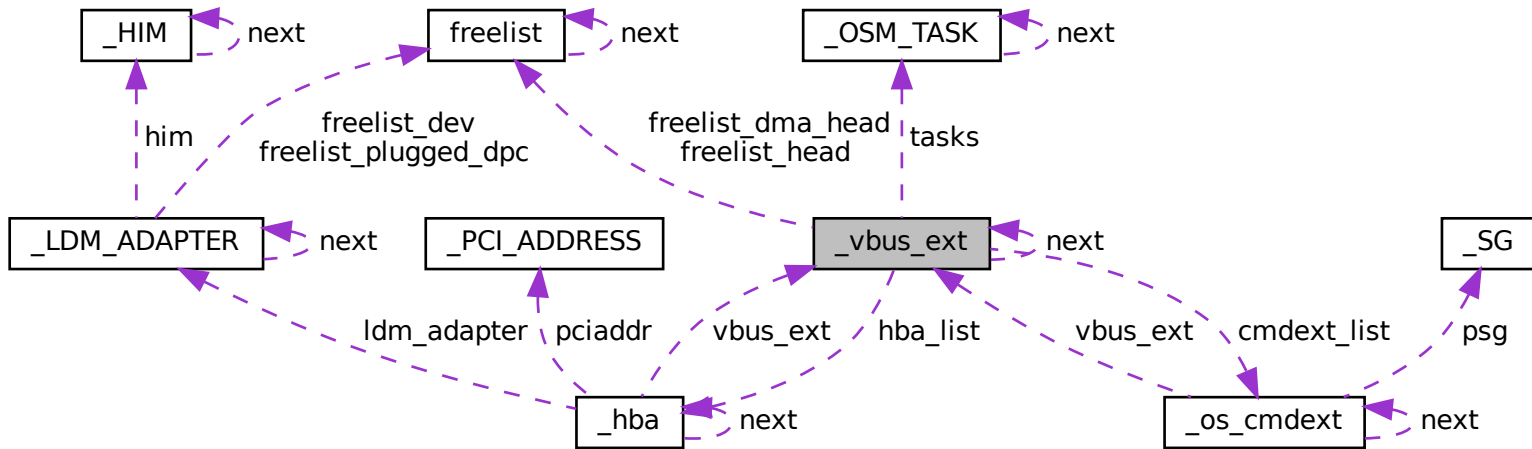 _HIM
next
freelist
next
_OSM_TASK
next
him
freelist_dev
freelist_plugged_dpc
freelist_dma_head
freelist_head
tasks
_LDM_ADAPTER
next
_PCI_ADDRESS
_vbus_ext
next
_SG
ldm_adapter
pciaddr
vbus_ext
hba_list
vbus_ext
cmdext_list
psg
_hba
next
_os_cmdext
next